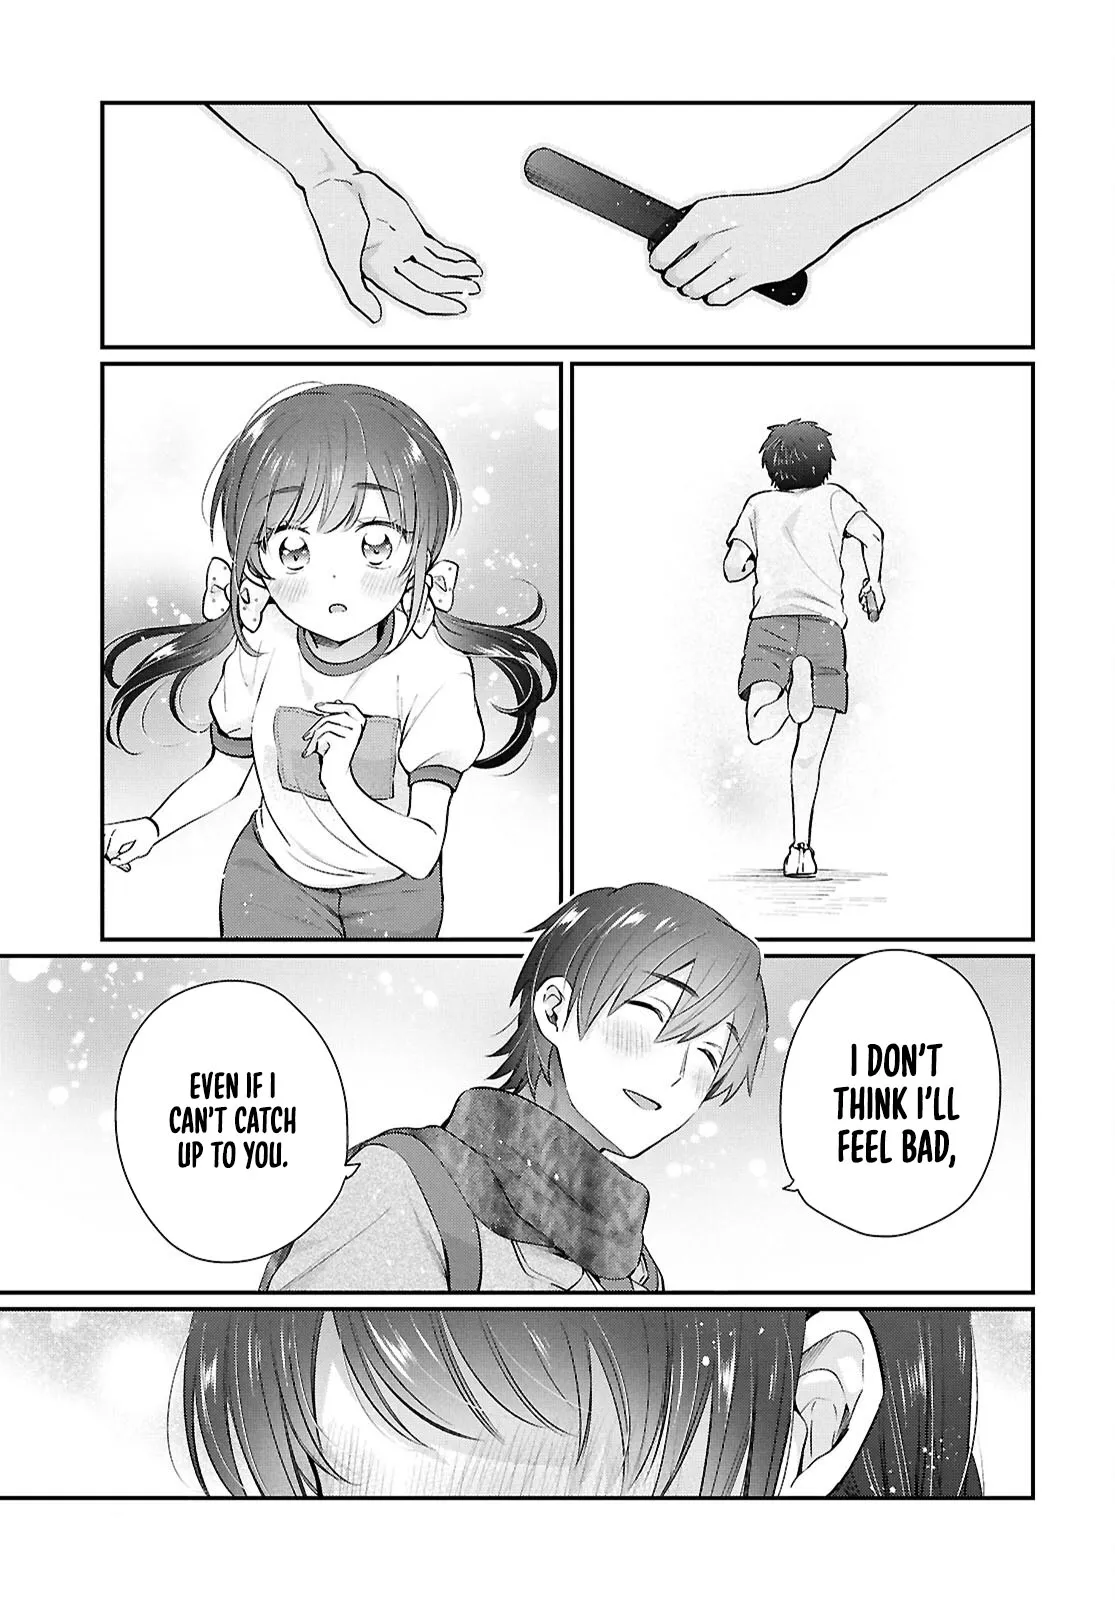 I DON'T
THINK I'LL
FEEL BAD,
EVEN IF I
CAN'T CATCH
UP TO YOU.